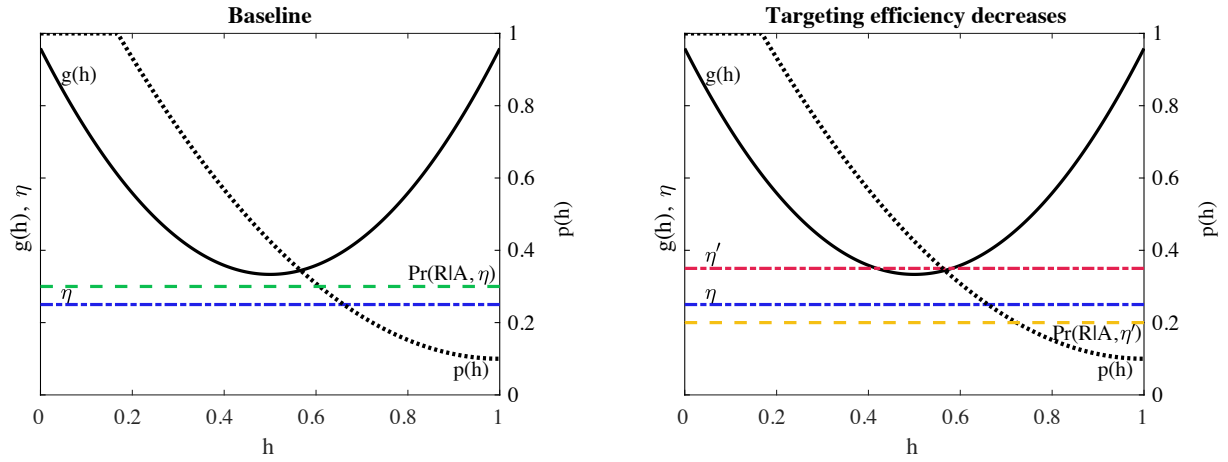 Baseline
g(h), η
g(h)
Pr(R|A, η)
η
p(h)
1
0.8
0.6
0.4
0.2
0
p(h)
0 0.2 0.4 0.6 0.8 1
h
Targeting efficiency decreases
g(h), η
g(h)
η′
η
Pr(R|A, η′)
p(h)
1
0.8
0.6
0.4
0.2
0
p(h)
0 0.2 0.4 0.6 0.8 1
h